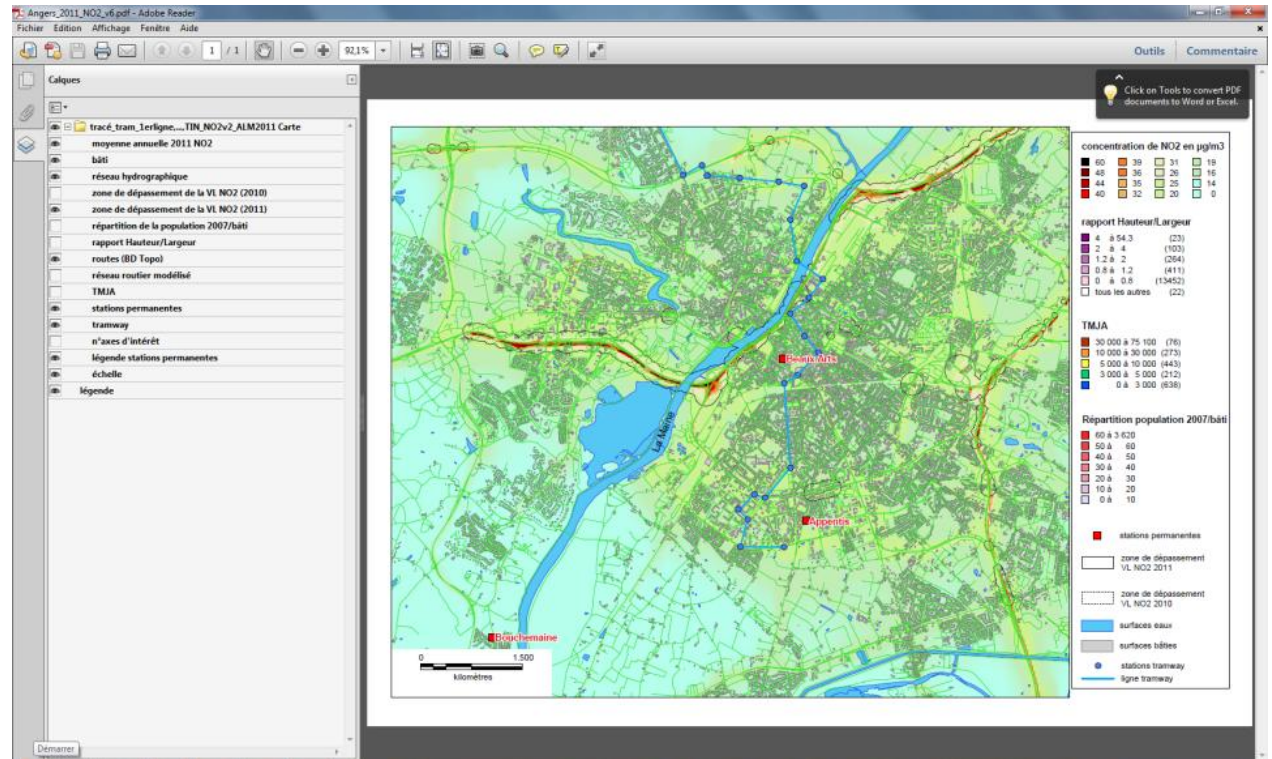 Angers_2011_NO2_v6.pdf - Adobe Reader
Fichier Edition Affichage Fenêtre Aide
1 / 1 92,1% Outils Commentaire
Calques
Click on Tools to convert PDF
documents to Word or Excel.
tracé_tram_1erligne,...,TIN_NO2v2_ALM2011 Carte
moyenne annuelle 2011 NO2
bâti
réseau hydrographique
zone de dépassement de la VL NO2 (2010)
zone de dépassement de la VL NO2 (2011)
répartition de la population 2007/bâti
rapport Hauteur/Largeur
routes (BD Topo)
réseau routier modélisé
TMJA
stations permanentes
tramway
n°axes d'intérêt
légende stations permanentes
échelle
légende
Beaux Arts
La Maine
Appentis
Bouchemaine
0 1.500
kilomètres
concentration de NO2 en µg/m3
60 39 31 19
48 36 26 16
44 35 25 14
40 32 20 0
rapport Hauteur/Largeur
4 à 54.3 (23)
2 à 4 (103)
1.2 à 2 (264)
0.8 à 1.2 (411)
0 à 0.8 (13452)
tous les autres (22)
TMJA
30 000 à 75 100 (76)
10 000 à 30 000 (273)
5 000 à 10 000 (443)
3 000 à 5 000 (212)
0 à 3 000 (638)
Répartition population 2007/bâti
60 à 3 620
50 à 60
40 à 50
30 à 40
20 à 30
10 à 20
0 à 10
stations permanentes
zone de dépassement
VL NO2 2011
zone de dépassement
VL NO2 2010
surfaces eaux
surfaces bâties
stations tramway
ligne tramway
Démarrer